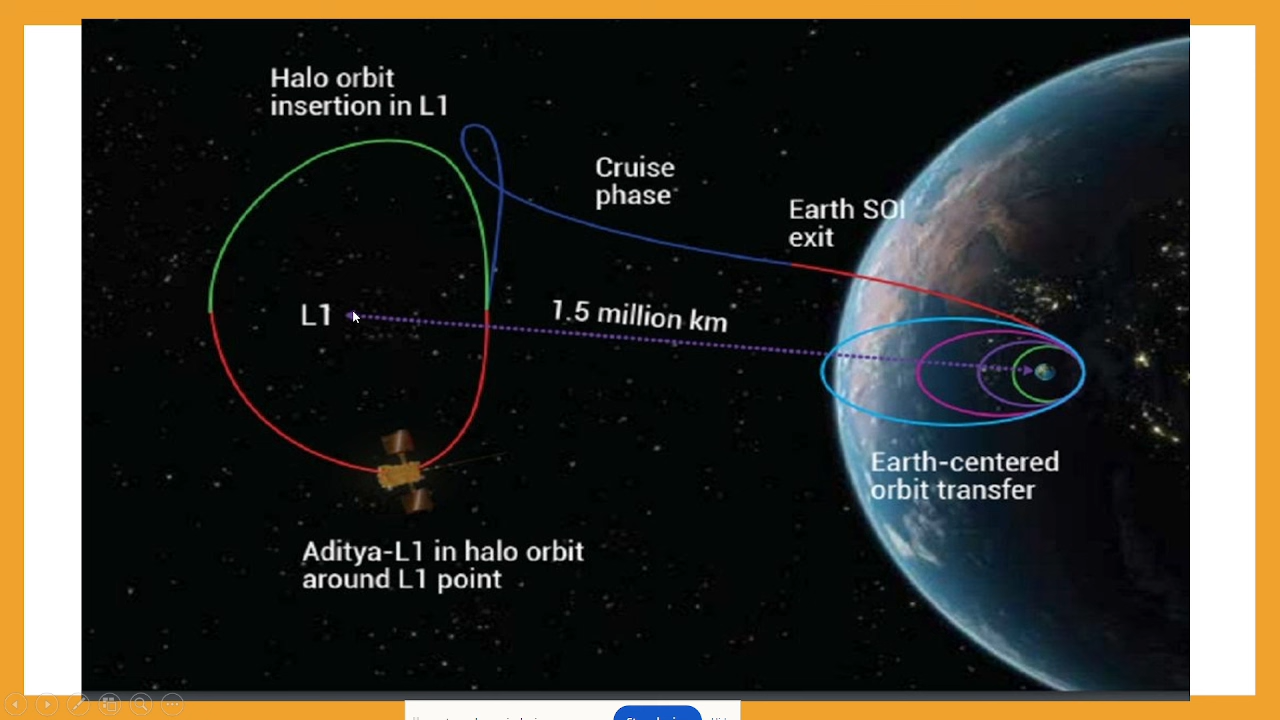 Halo orbit
insertion in L1
Cruise
phase
Earth SOI
exit
L1
1.5 million km
Earth-centered
orbit transfer
Aditya-L1 in halo orbit
around L1 point